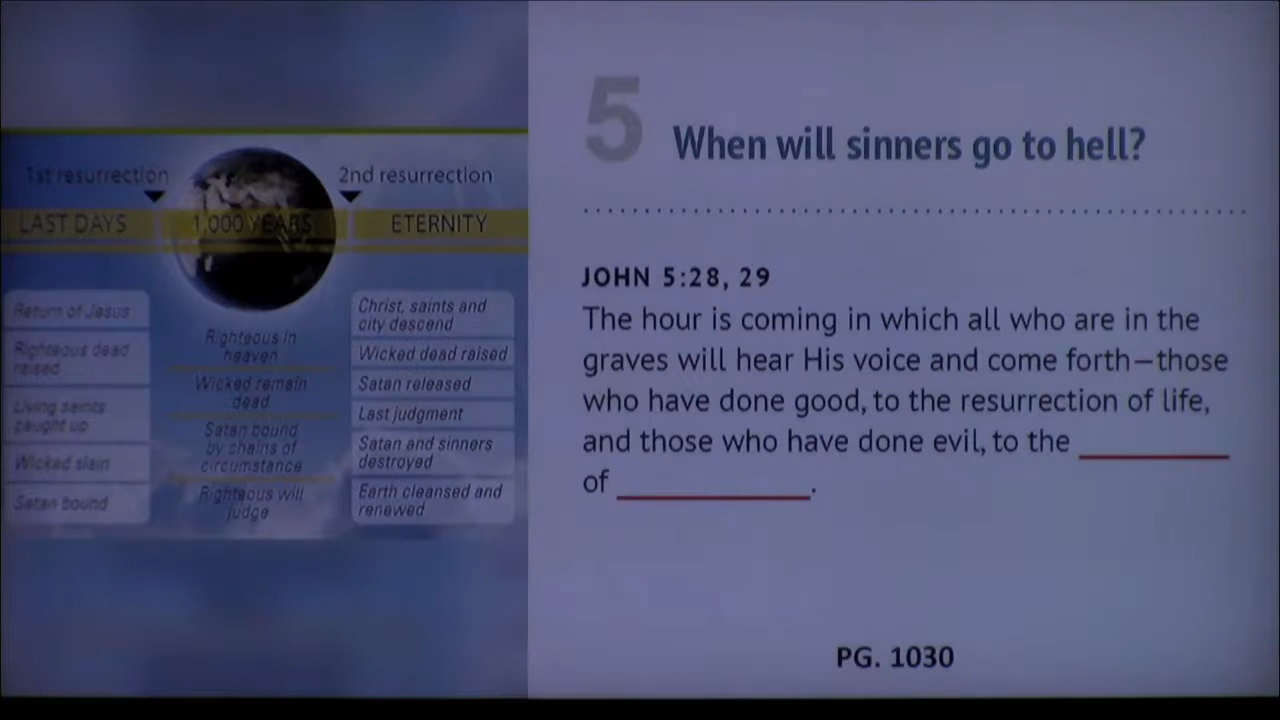 1st resurrection
2nd resurrection
LAST DAYS
1,000 YEARS
ETERNITY
Return of Jesus
Righteous dead
raised
Living saints
caught up
Wicked slain
Satan bound
Righteous in
heaven
Wicked remain
dead
Satan bound
by chains of
circumstance
Righteous will
judge
Christ, saints and
city descend
Wicked dead raised
Satan released
Last judgment
Satan and sinners
destroyed
Earth cleansed and
renewed
5
When will sinners go to hell?
JOHN 5:28, 29
The hour is coming in which all who are in the
graves will hear His voice and come forth—those
who have done good, to the resurrection of life,
and those who have done evil, to the
of .
PG. 1030